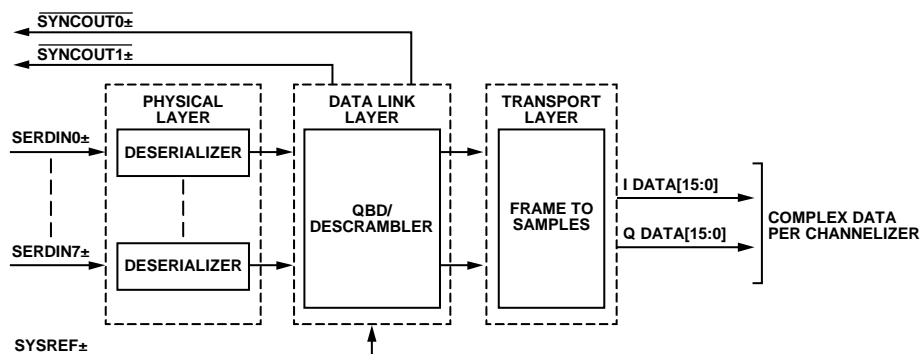 SYNCOUT0±
SYNCOUT1±
PHYSICAL
LAYER
DATA LINK
LAYER
TRANSPORT
LAYER
SERDIN0±
DESERIALIZER
QBD/
DESCRAMBLER
FRAME TO
SAMPLES
I DATA[15:0]
Q DATA[15:0]
COMPLEX DATA
PER CHANNELIZER
SERDIN7±
DESERIALIZER
SYSREF±